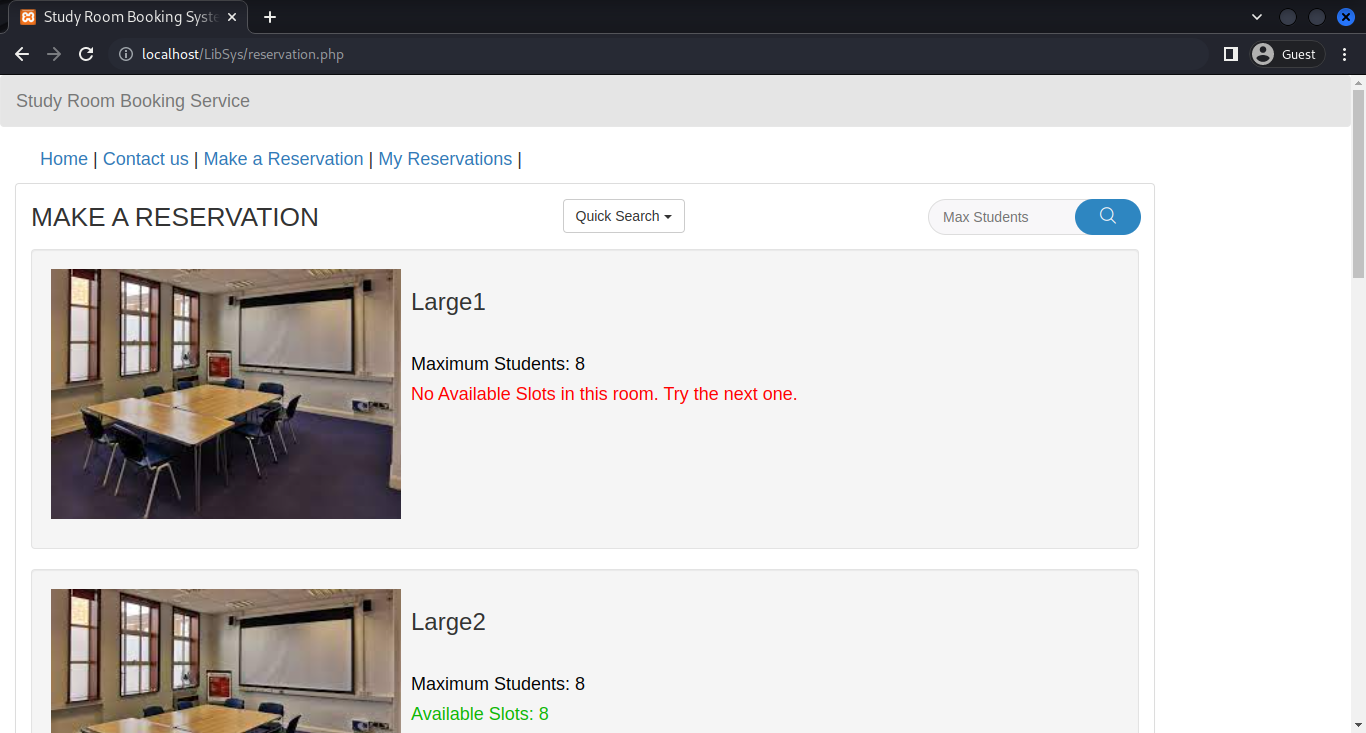 Study Room Booking Syste
localhost/LibSys/reservation.php
Guest
Study Room Booking Service
Home | Contact us | Make a Reservation | My Reservations |
MAKE A RESERVATION
Quick Search
Max Students
Large1
Maximum Students: 8
No Available Slots in this room. Try the next one.
Large2
Maximum Students: 8
Available Slots: 8